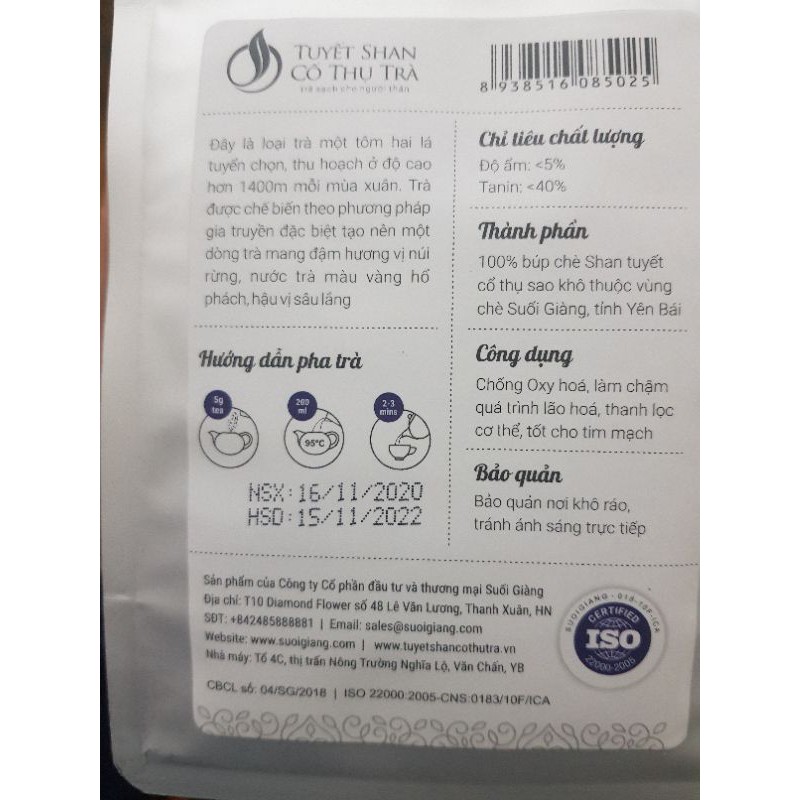 TUYẾT SHAN
CỔ THỤ TRÀ
trà sạch cho người thân
8 938516 085025
Đây là loại trà một tôm hai lá
tuyển chọn, thu hoạch ở độ cao
hơn 1400m mỗi mùa xuân. Trà
được chế biến theo phương pháp
gia truyền đặc biệt tạo nên một
dòng trà mang đậm hương vị núi
rừng, nước trà màu vàng hổ
phách, hậu vị sâu lắng
Hướng dẫn pha trà
5g
tea
200
ml
95°C
2-3
mins
NSX:16/11/2020
HSD:15/11/2022
Chỉ tiêu chất lượng
Độ ẩm: <5%
Tanin: <40%
Thành phần
100% búp chè Shan tuyết
cổ thụ sao khô thuộc vùng
chè Suối Giàng, tỉnh Yên Bái
Công dụng
Chống Oxy hoá, làm chậm
quá trình lão hoá, thanh lọc
cơ thể, tốt cho tim mạch
Bảo quản
Bảo quản nơi khô ráo,
tránh ánh sáng trực tiếp
Sản phẩm của Công ty Cổ phần đầu tư và thương mại Suối Giàng
Địa chỉ: T10 Diamond Flower số 48 Lê Văn Lương, Thanh Xuân, HN
SĐT: +842485888881 | Email: sales@suoigiang.com
Website: www.suoigiang.com | www.tuyetshancothutra.vn
Nhà máy: Tổ 4C, thị trấn Nông Trường Nghĩa Lộ, Văn Chấn, YB
CBCL số: 04/SG/2018 | ISO 22000:2005-CNS:0183/10F/ICA
SUOIGIANG - 018-10F-ICA
CERTIFIED
ISO
22000-2005